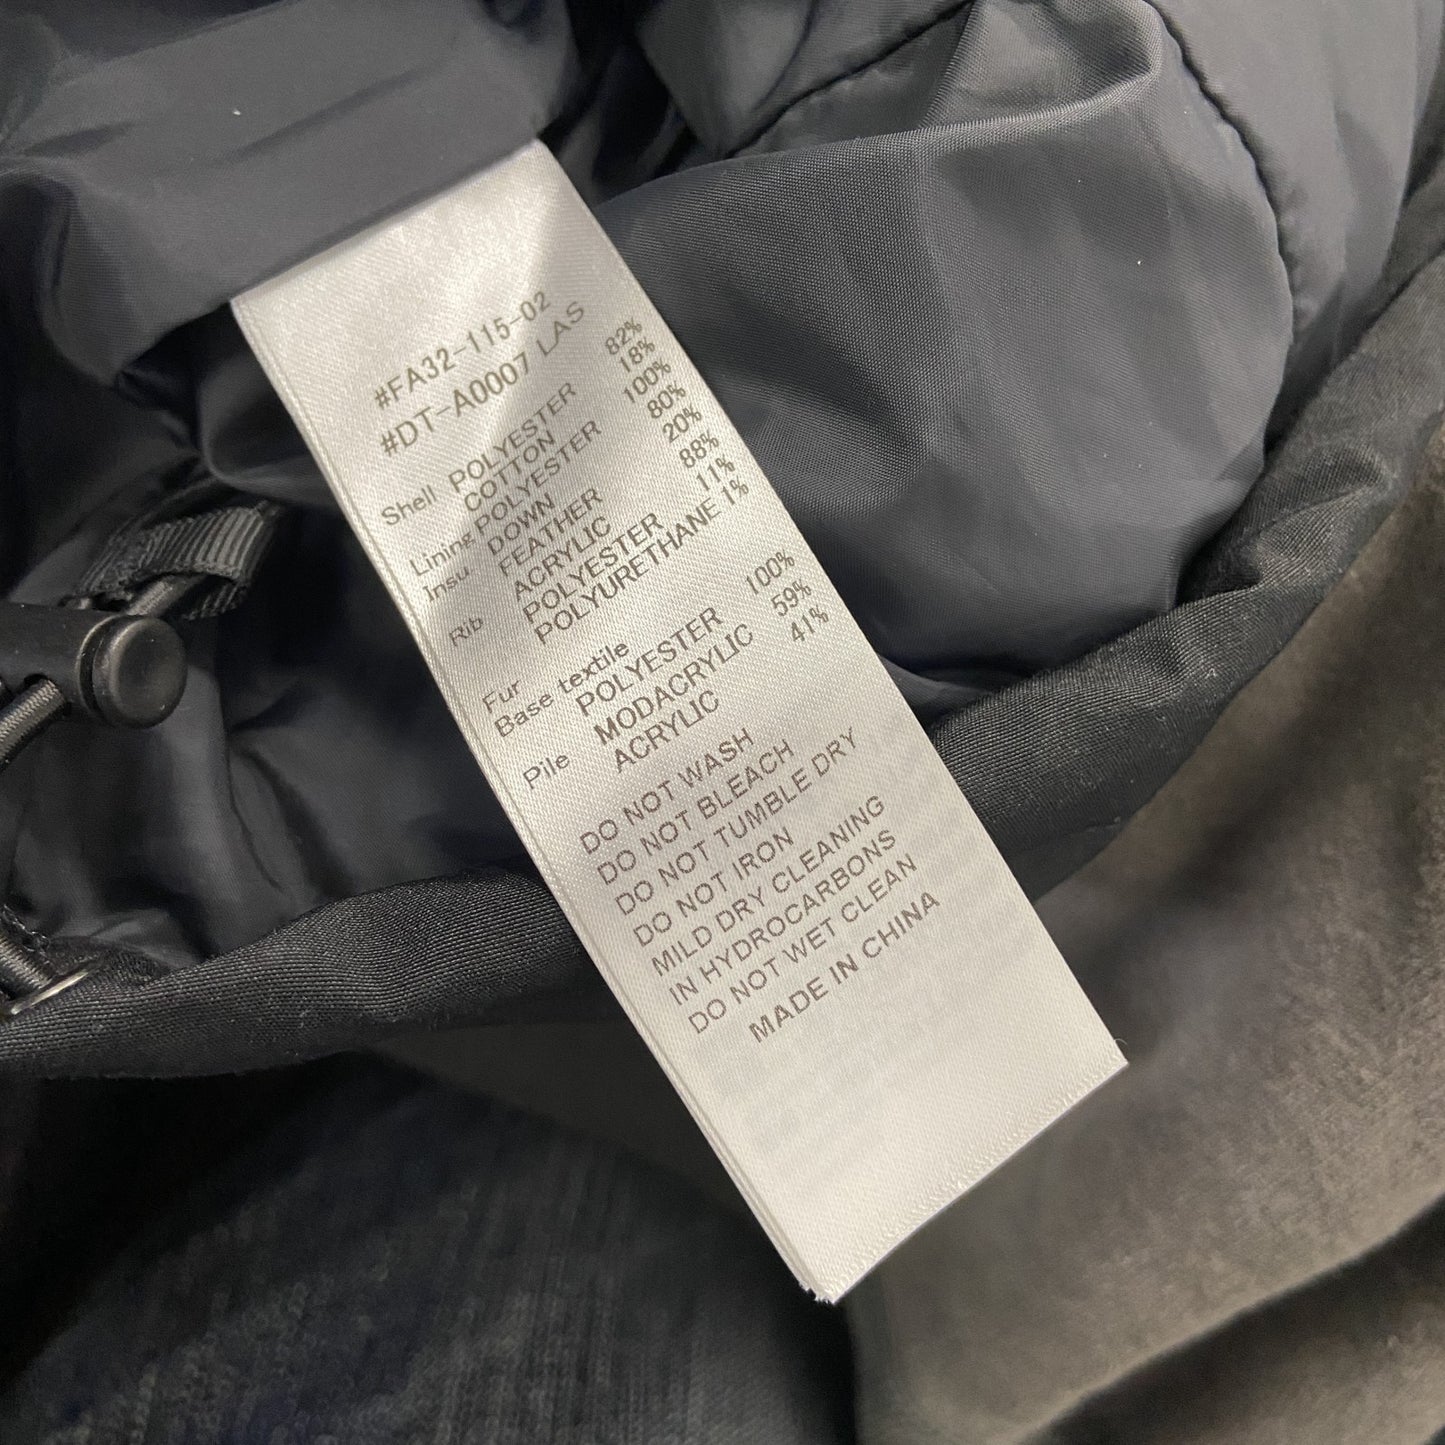 #FA32-115-02
#DT-A0007 LAS
Shell POLYESTER 82%
COTTON 18%
Lining POLYESTER 100%
Insu DOWN 80%
FEATHER 20%
Rib ACRYLIC 88%
POLYESTER 11%
POLYURETHANE 1%
Fur
Base textile
POLYESTER 100%
Pile MODACRYLIC 59%
ACRYLIC 41%
DO NOT WASH
DO NOT BLEACH
DO NOT TUMBLE DRY
DO NOT IRON
MILD DRY CLEANING
IN HYDROCARBONS
DO NOT WET CLEAN
MADE IN CHINA